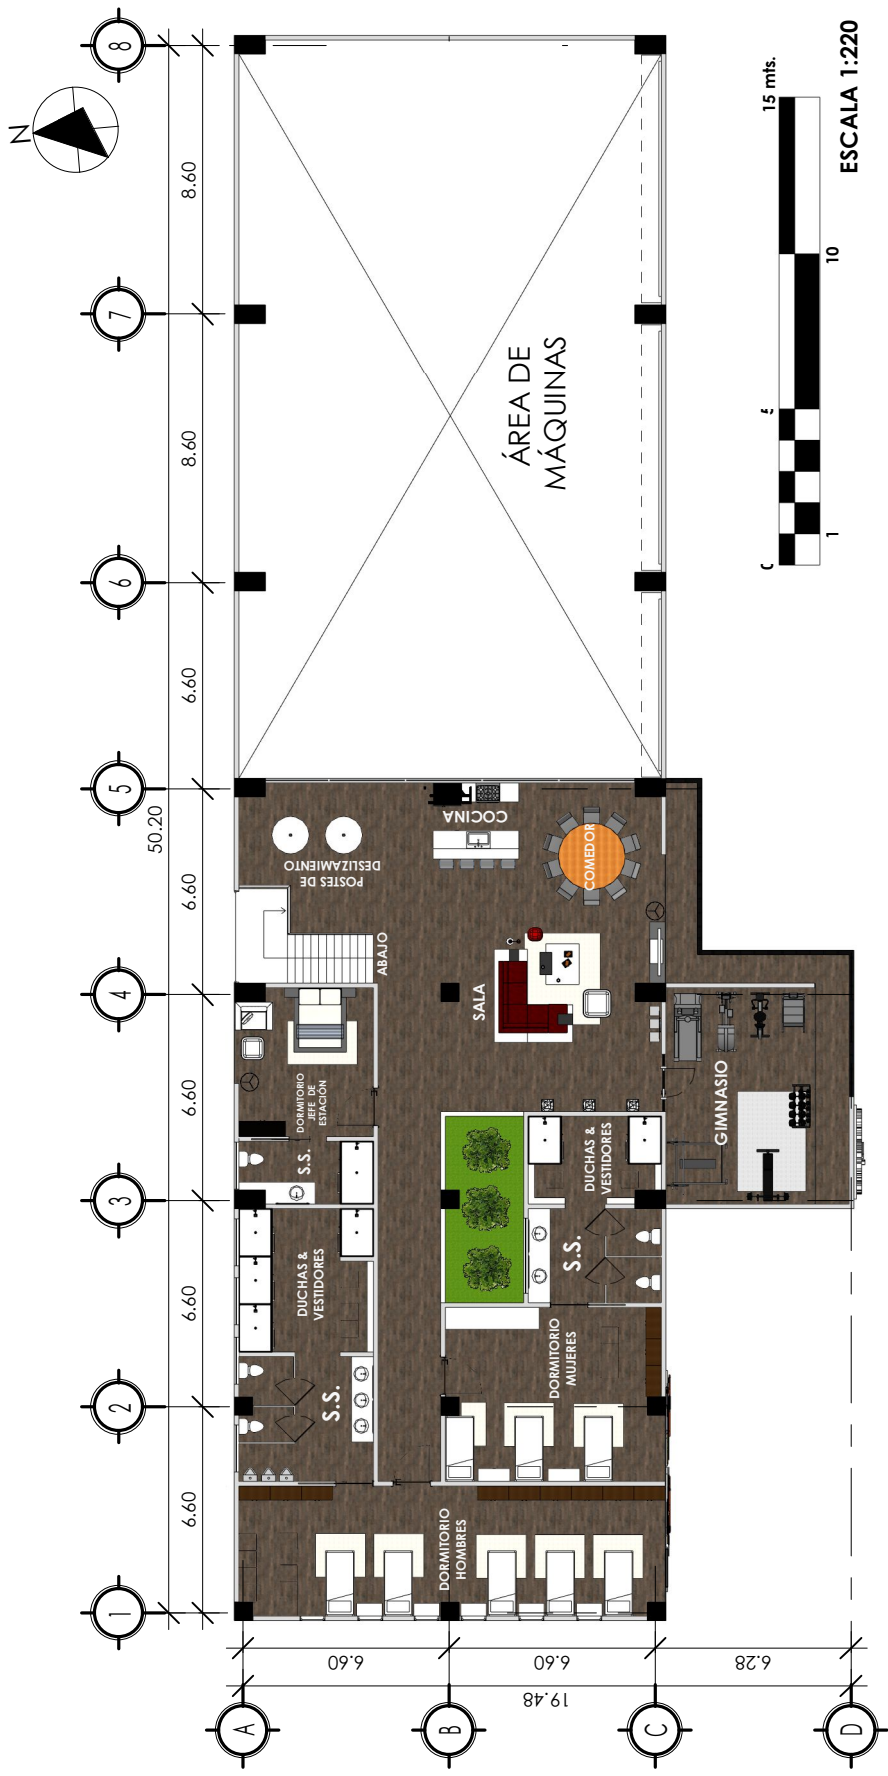 8
7
6
5
4
3
2
1
N
8.60
8.60
6.60
6.60
6.60
6.60
6.60
50.20
ÁREA DE
MÁQUINAS
POSTES DE
DESLIZAMIENTO
COCINA
COMEDOR
ABAJO
SALA
DORMITORIO
JEFE DE
ESTACIÓN
S.S.
DUCHAS &
VESTIDORES
S.S.
GIMNASIO
DUCHAS &
VESTIDORES
S.S.
DORMITORIO
MUJERES
DORMITORIO
HOMBRES
A
B
C
D
6.60
6.60
6.28
19.48
0
1
5
10
15 mts.
ESCALA 1:220